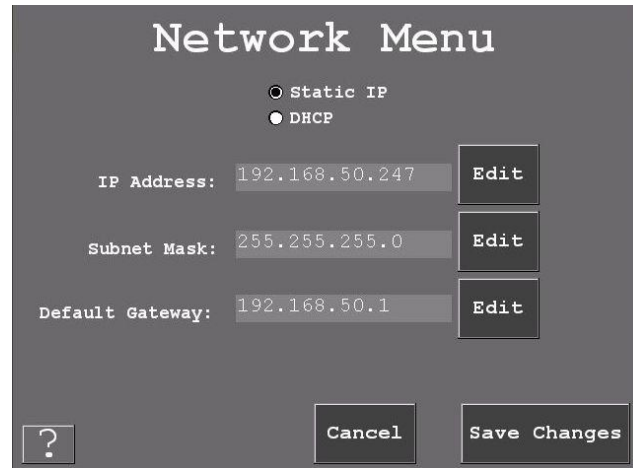 Network Menu
Static IP
DHCP
IP Address: 192.168.50.247 Edit
Subnet Mask: 255.255.255.0 Edit
Default Gateway: 192.168.50.1 Edit
? Cancel Save Changes